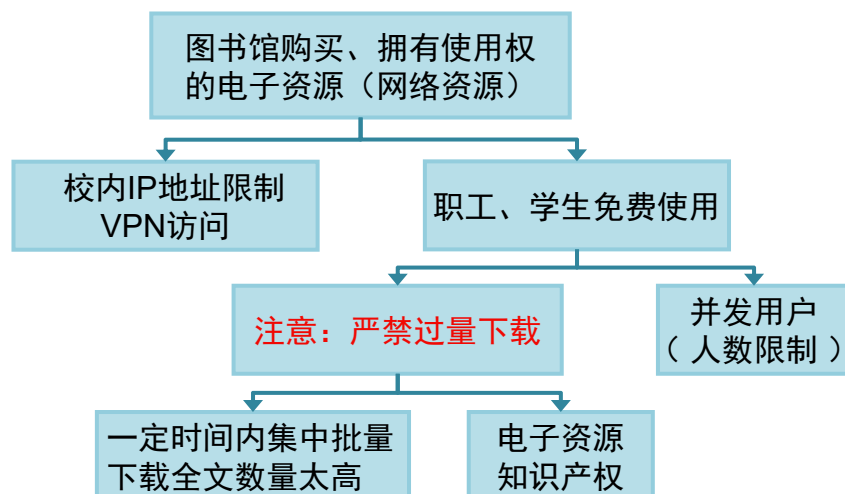 图书馆购买、拥有使用权
的电子资源（网络资源）
校内IP地址限制
VPN访问
职工、学生免费使用
注意：严禁过量下载
并发用户
（ 人数限制 ）
一定时间内集中批量
下载全文数量太高
电子资源
知识产权